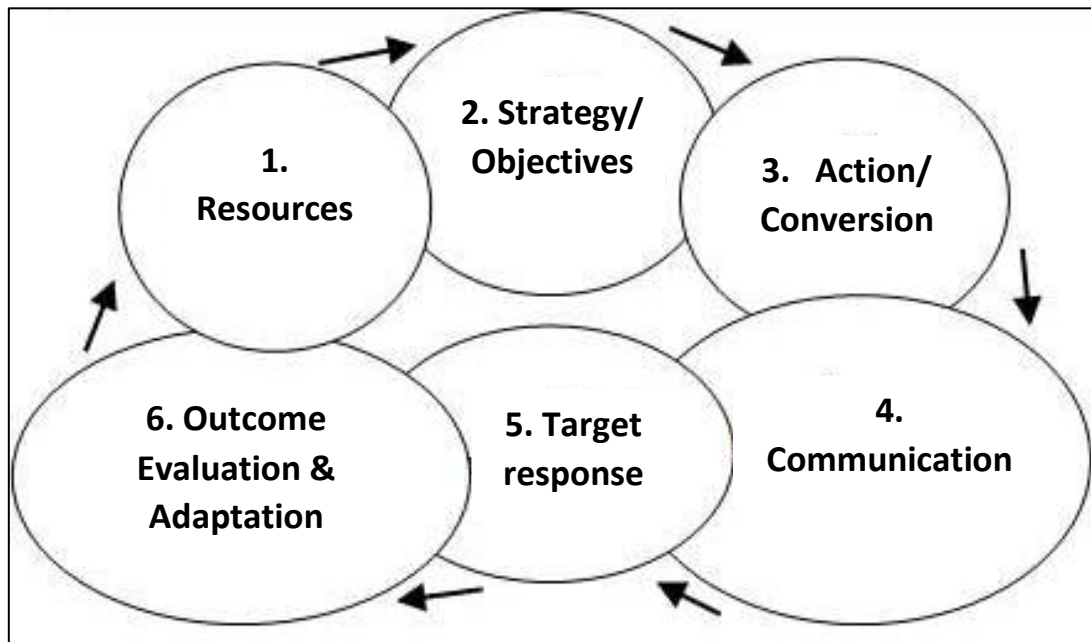 1.
Resources
2. Strategy/
Objectives
3. Action/
Conversion
4.
Communication
5. Target
response
6. Outcome
Evaluation &
Adaptation